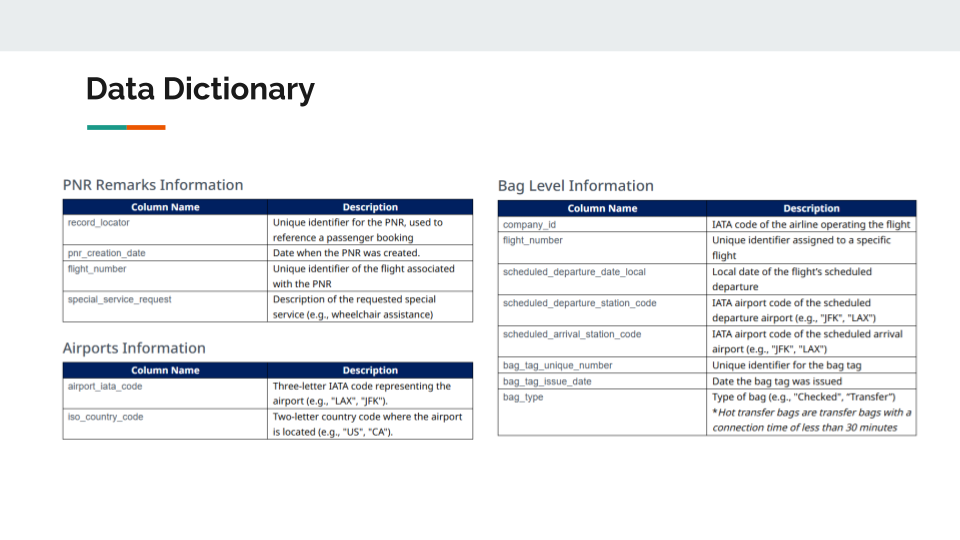 Data Dictionary
PNR Remarks Information
Column Name Description
record_locator Unique identifier for the PNR, used to
reference a passenger booking
pnr_creation_date Date when the PNR was created.
flight_number Unique identifier of the flight associated
with the PNR
special_service_request Description of the requested special
service (e.g., wheelchair assistance)
Airports Information
Column Name Description
airport_iata_code Three-letter IATA code representing the
airport (e.g., "LAX", "JFK").
iso_country_code Two-letter country code where the airport
is located (e.g., "US", "CA").
Bag Level Information
Column Name Description
company_id IATA code of the airline operating the flight
flight_number Unique identifier assigned to a specific
flight
scheduled_departure_date_local Local date of the flight's scheduled
departure
scheduled_departure_station_code IATA airport code of the scheduled
departure airport (e.g., "JFK", "LAX")
scheduled_arrival_station_code IATA airport code of the scheduled arrival
airport (e.g., "JFK", "LAX")
bag_tag_unique_number Unique identifier for the bag tag
bag_tag_issue_date Date the bag tag was issued
bag_type Type of bag (e.g., "Checked", "Transfer")
*Hot transfer bags are transfer bags with a
connection time of less than 30 minutes